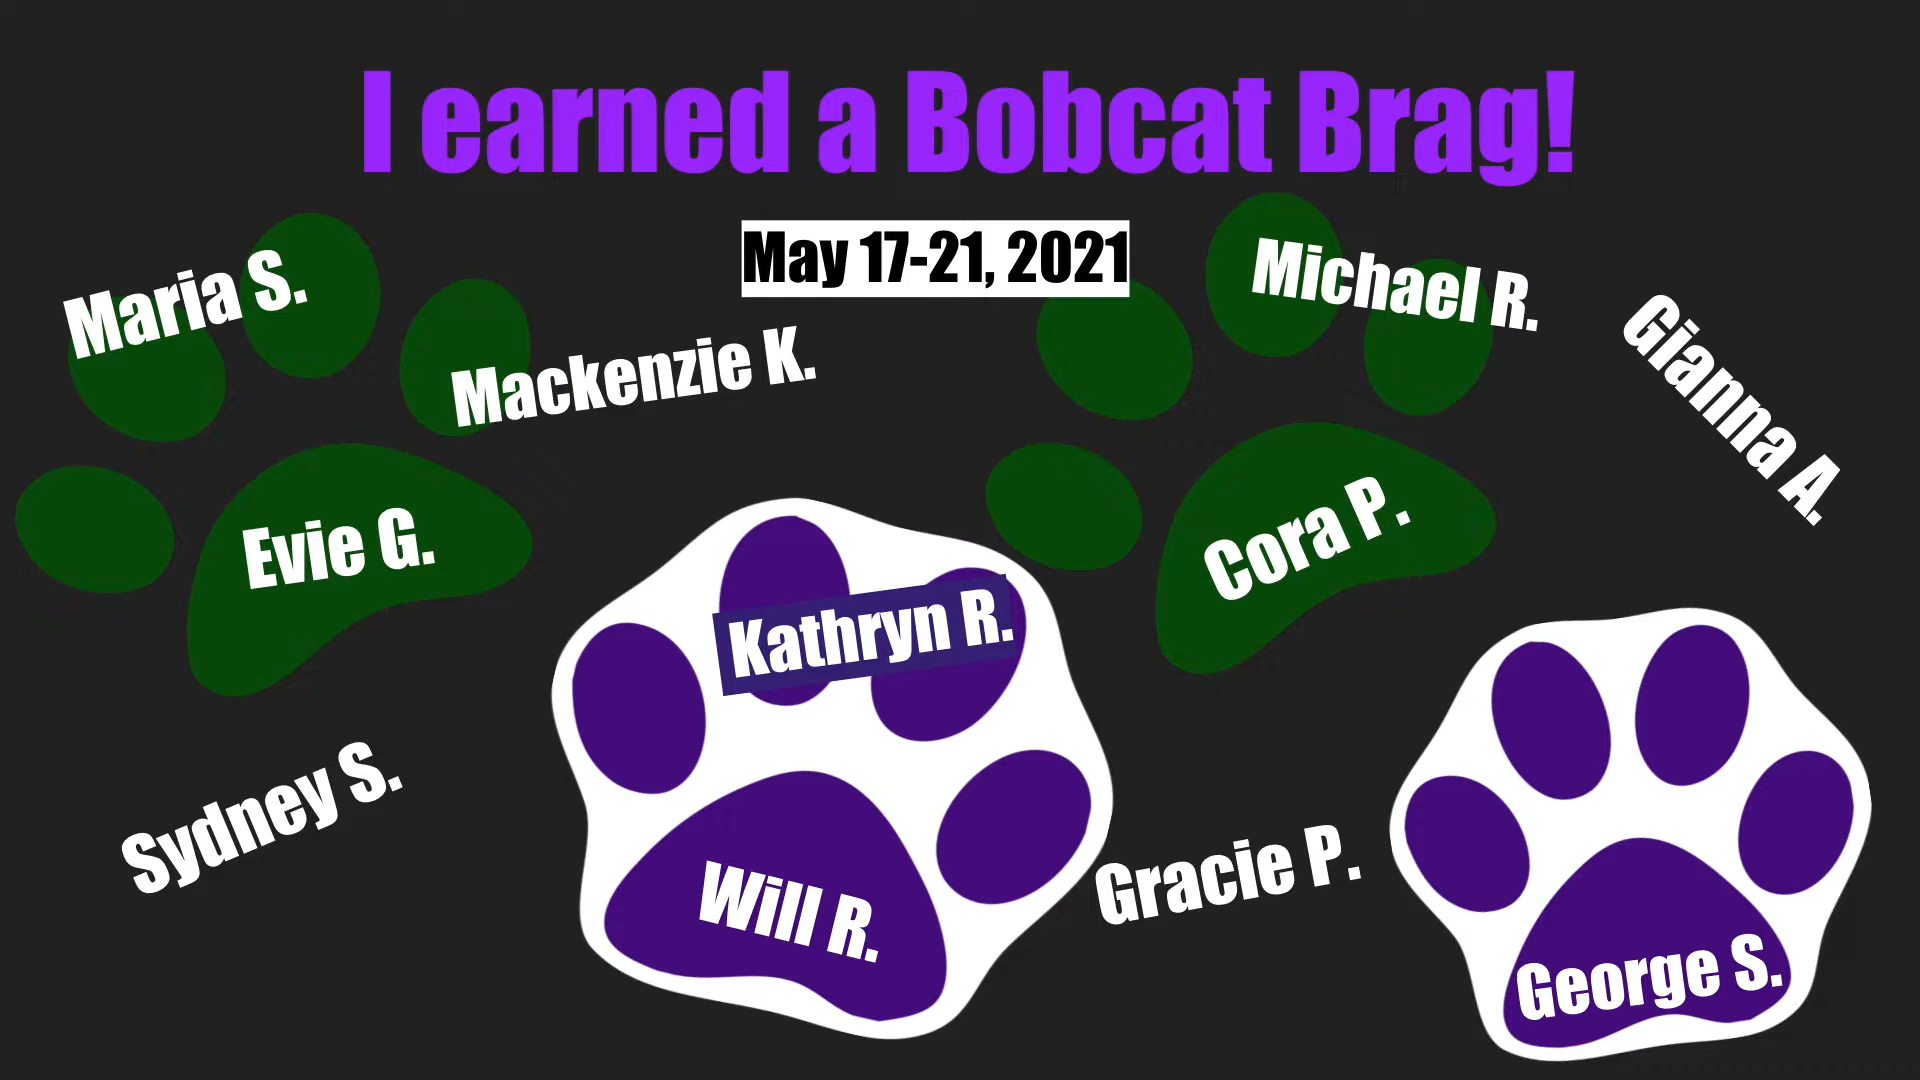 I earned a Bobcat Brag!
May 17-21, 2021
Maria S.
Mackenzie K.
Michael R.
Gianna A.
Evie G.
Cora P.
Kathryn R.
Sydney S.
Will R.
Gracie P.
George S.